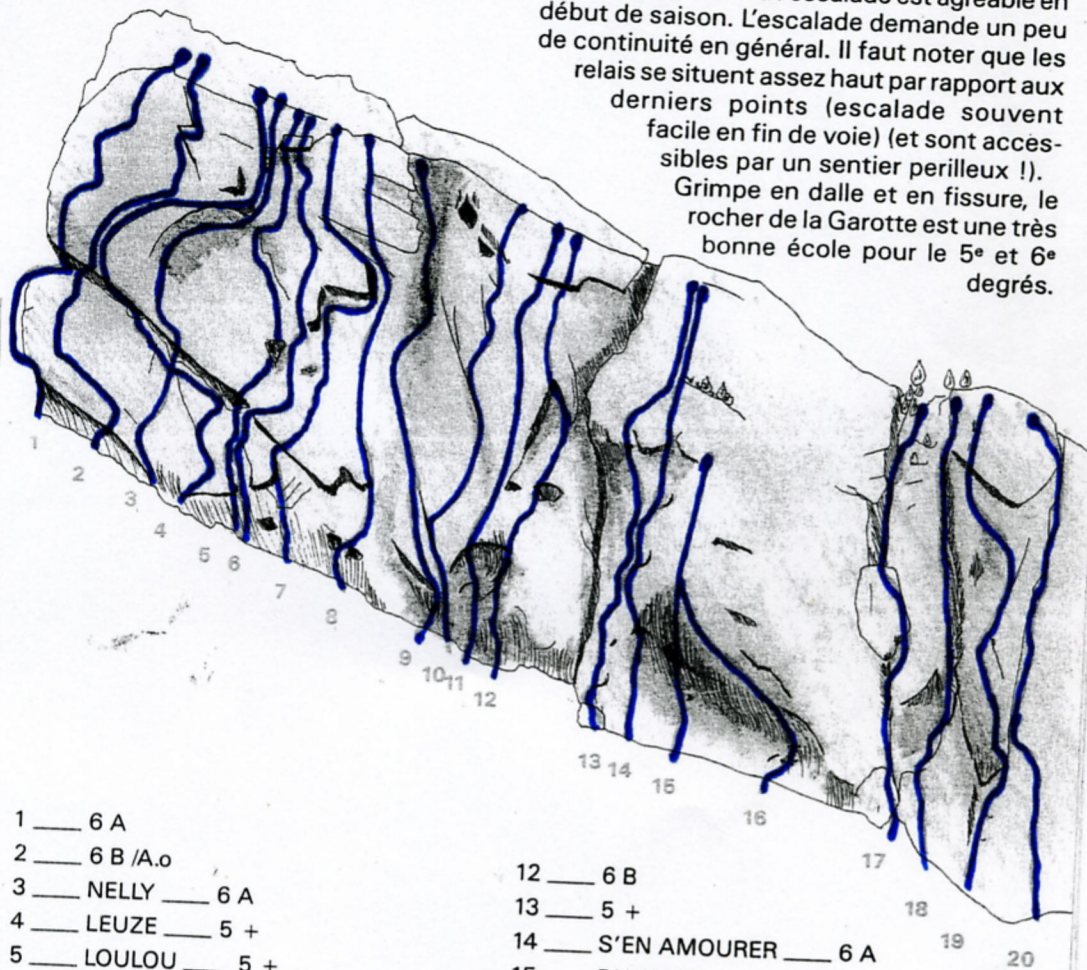 escalade est agréable en
début de saison. L'escalade demande un peu
de continuité en général. Il faut noter que les
relais se situent assez haut par rapport aux
derniers points (escalade souvent
facile en fin de voie) (et sont acces-
sibles par un sentier perilleux !).
Grimpe en dalle et en fissure, le
rocher de la Garotte est une très
bonne école pour le 5e et 6e
degrés.
1
2
3
4
5
6
7
8
9
10
11
12
13
14
15
16
17
18
19
20
1 ___ 6 A
2 ___ 6 B /A.o
3 ___ NELLY ___ 6 A
4 ___ LEUZE ___ 5 +
5 ___ LOULOU ___ 5 +
12 ___ 6 B
13 ___ 5 +
14 ___ S'EN AMOURER ___ 6 A
15